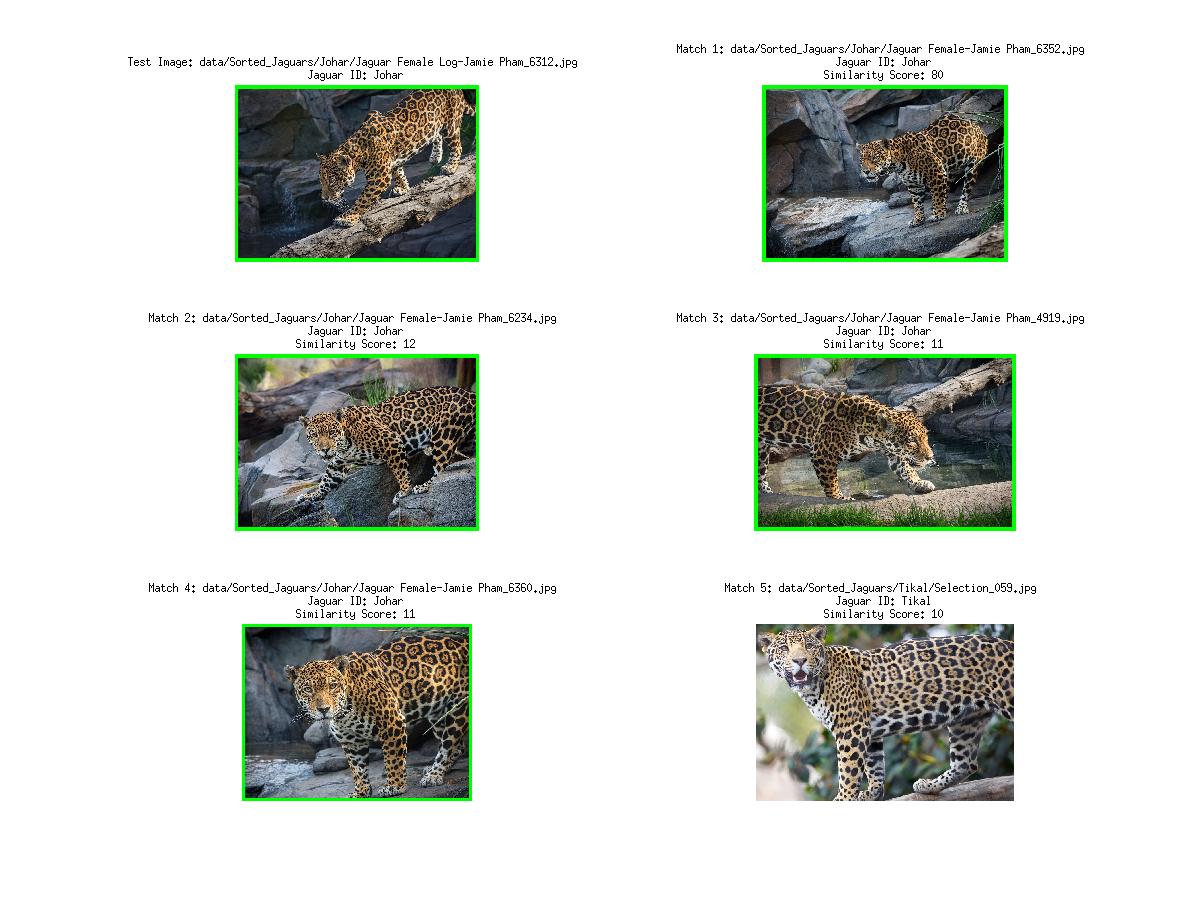 Test Image: data/Sorted_Jaguars/Johar/Jaguar Female Log-Jamie Pham_6312.jpg
Jaguar ID: Johar
Match 1: data/Sorted_Jaguars/Johar/Jaguar Female-Jamie Pham_6352.jpg
Jaguar ID: Johar
Similarity Score: 80
Match 2: data/Sorted_Jaguars/Johar/Jaguar Female-Jamie Pham_6234.jpg
Jaguar ID: Johar
Similarity Score: 12
Match 3: data/Sorted_Jaguars/Johar/Jaguar Female-Jamie Pham_4919.jpg
Jaguar ID: Johar
Similarity Score: 11
Match 4: data/Sorted_Jaguars/Johar/Jaguar Female-Jamie Pham_6360.jpg
Jaguar ID: Johar
Similarity Score: 11
Match 5: data/Sorted_Jaguars/Tikal/Selection_059.jpg
Jaguar ID: Tikal
Similarity Score: 10